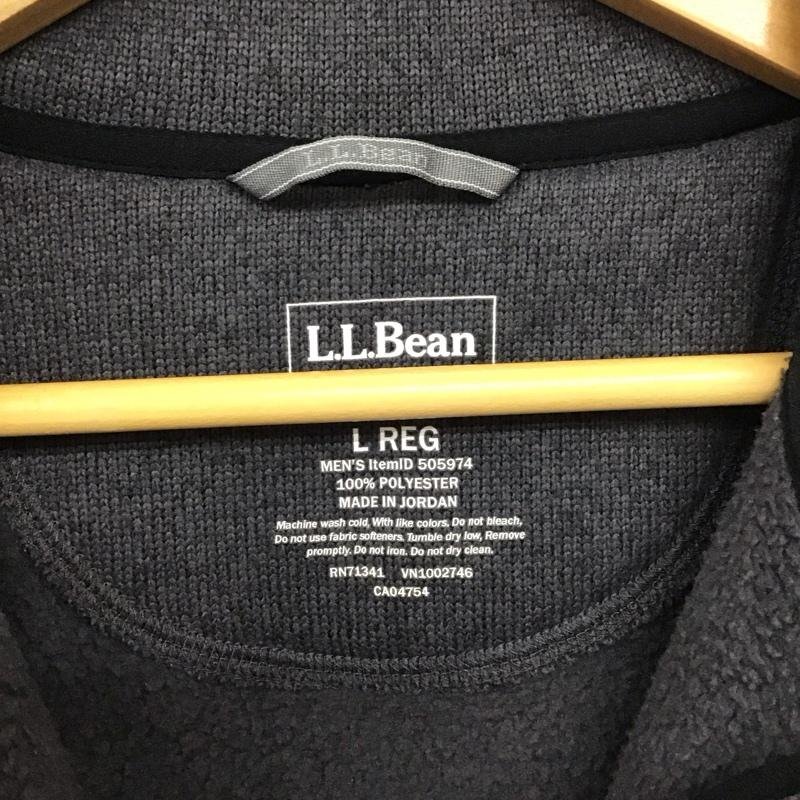 L.L.Bean
L.L.Bean
L REG
MEN'S ItemID 505974
100% POLYESTER
MADE IN JORDAN
Machine wash cold, With like colors. Do not bleach,
Do not use fabric softeners. Tumble dry low, Remove
promptly. Do not iron. Do not dry clean.
RN71341 VN1002746
CA04754